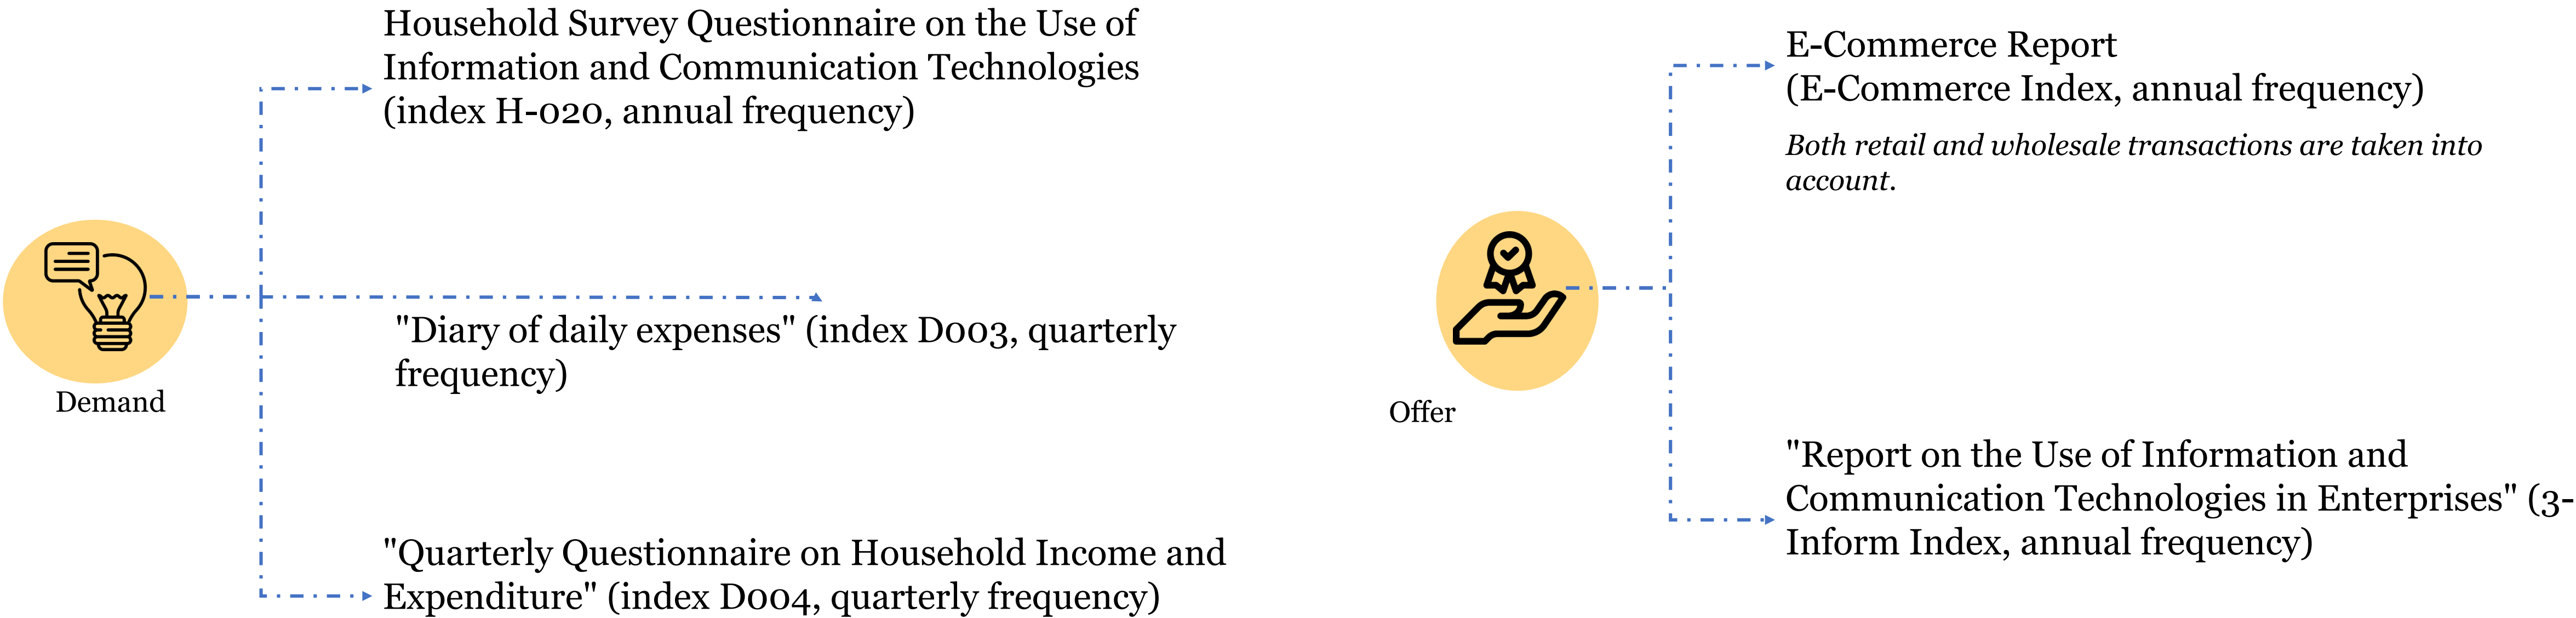 Household Survey Questionnaire on the Use of
Information and Communication Technologies
(index H-020, annual frequency)
"Diary of daily expenses" (index D003, quarterly
frequency)
Demand
"Quarterly Questionnaire on Household Income and
Expenditure" (index D004, quarterly frequency)
E-Commerce Report
(E-Commerce Index, annual frequency)
Both retail and wholesale transactions are taken into
account.
Offer
"Report on the Use of Information and
Communication Technologies in Enterprises" (3-
Inform Index, annual frequency)